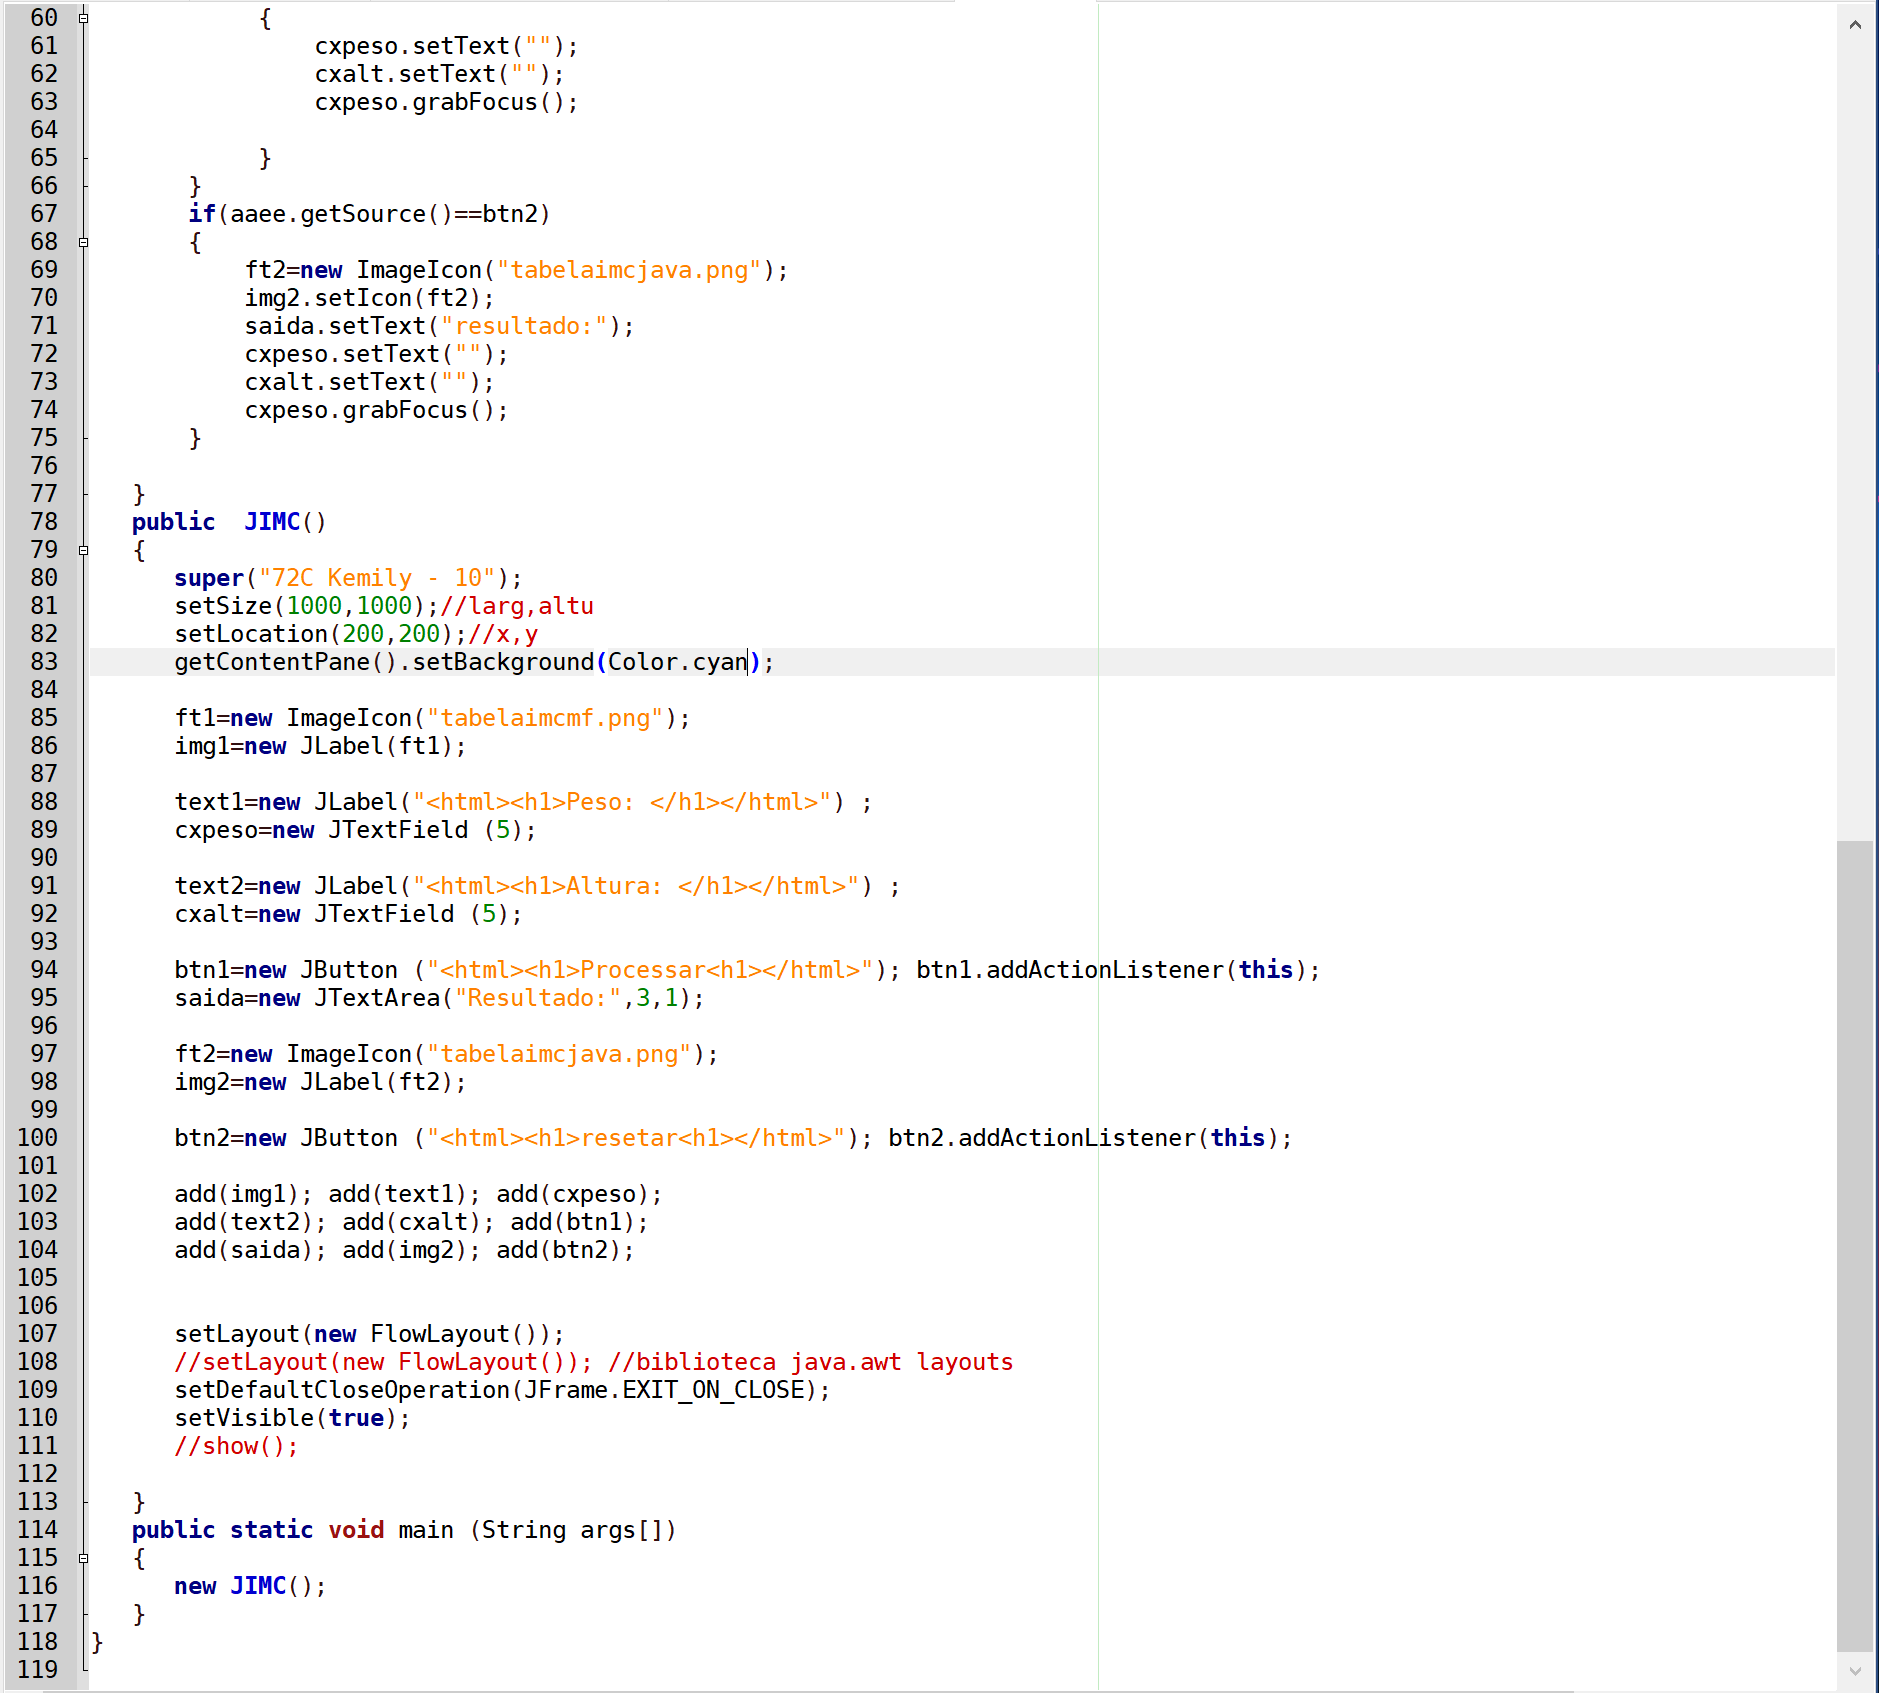 60 {
61 cxpeso.setText("");
62 cxalt.setText("");
63 cxpeso.grabFocus();
64
65 }
66 }
67 if(aaee.getSource()==btn2)
68 {
69 ft2=new ImageIcon("tabelaimcjava.png");
70 img2.setIcon(ft2);
71 saida.setText("resultado:");
72 cxpeso.setText("");
73 cxalt.setText("");
74 cxpeso.grabFocus();
75 }
76
77 }
78 public  JIMC()
79 {
80 super("72C Kemily - 10");
81 setSize(1000,1000);//larg,altu
82 setLocation(200,200);//x,y
83 getContentPane().setBackground(Color.cyan);
84
85 ft1=new ImageIcon("tabelaimcmf.png");
86 img1=new JLabel(ft1);
87
88 text1=new JLabel("<html><h1>Peso: </h1></html>") ;
89 cxpeso=new JTextField (5);
90
91 text2=new JLabel("<html><h1>Altura: </h1></html>") ;
92 cxalt=new JTextField (5);
93
94 btn1=new JButton ("<html><h1>Processar<h1></html>"); btn1.addActionListener(this);
95 saida=new JTextArea("Resultado:",3,1);
96
97 ft2=new ImageIcon("tabelaimcjava.png");
98 img2=new JLabel(ft2);
99
100 btn2=new JButton ("<html><h1>resetar<h1></html>"); btn2.addActionListener(this);
101
102 add(img1); add(text1); add(cxpeso);
103 add(text2); add(cxalt); add(btn1);
104 add(saida); add(img2); add(btn2);
105
106
107 setLayout(new FlowLayout());
108 //setLayout(new FlowLayout()); //biblioteca java.awt layouts
109 setDefaultCloseOperation(JFrame.EXIT_ON_CLOSE);
110 setVisible(true);
111 //show();
112
113 }
114 public static void main (String args[])
115 {
116 new JIMC();
117 }
118 }
119